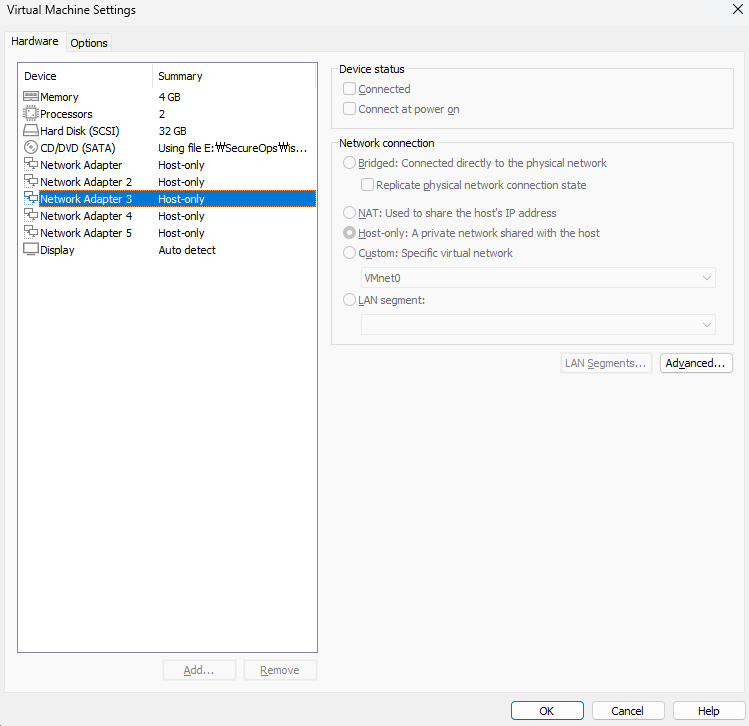 Virtual Machine Settings
Hardware Options
Device Summary
Memory 4 GB
Processors 2
Hard Disk (SCSI) 32 GB
CD/DVD (SATA) Using file E:₩SecureOps₩is...
Network Adapter Host-only
Network Adapter 2 Host-only
Network Adapter 3 Host-only
Network Adapter 4 Host-only
Network Adapter 5 Host-only
Display Auto detect
Add...
Remove
Device status
Connected
Connect at power on
Network connection
Bridged: Connected directly to the physical network
Replicate physical network connection state
NAT: Used to share the host's IP address
Host-only: A private network shared with the host
Custom: Specific virtual network
VMnet0
LAN segment:
LAN Segments...
Advanced...
OK
Cancel
Help